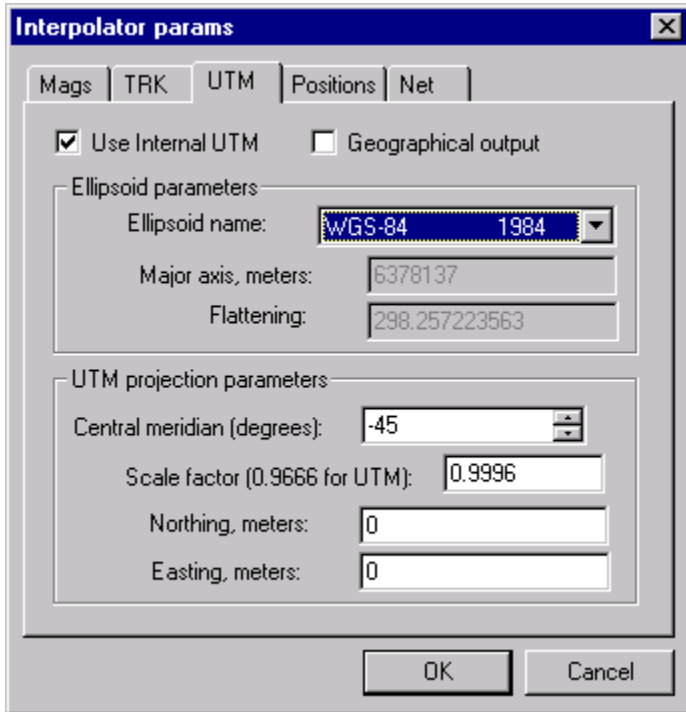 Interpolator params
Mags TRK UTM Positions Net
Use Internal UTM Geographical output
Ellipsoid parameters
Ellipsoid name: WGS-84 1984
Major axis, meters: 6378137
Flattening: 298.257223563
UTM projection parameters
Central meridian (degrees): -45
Scale factor (0.9666 for UTM): 0.9996
Northing, meters: 0
Easting, meters: 0
OK Cancel